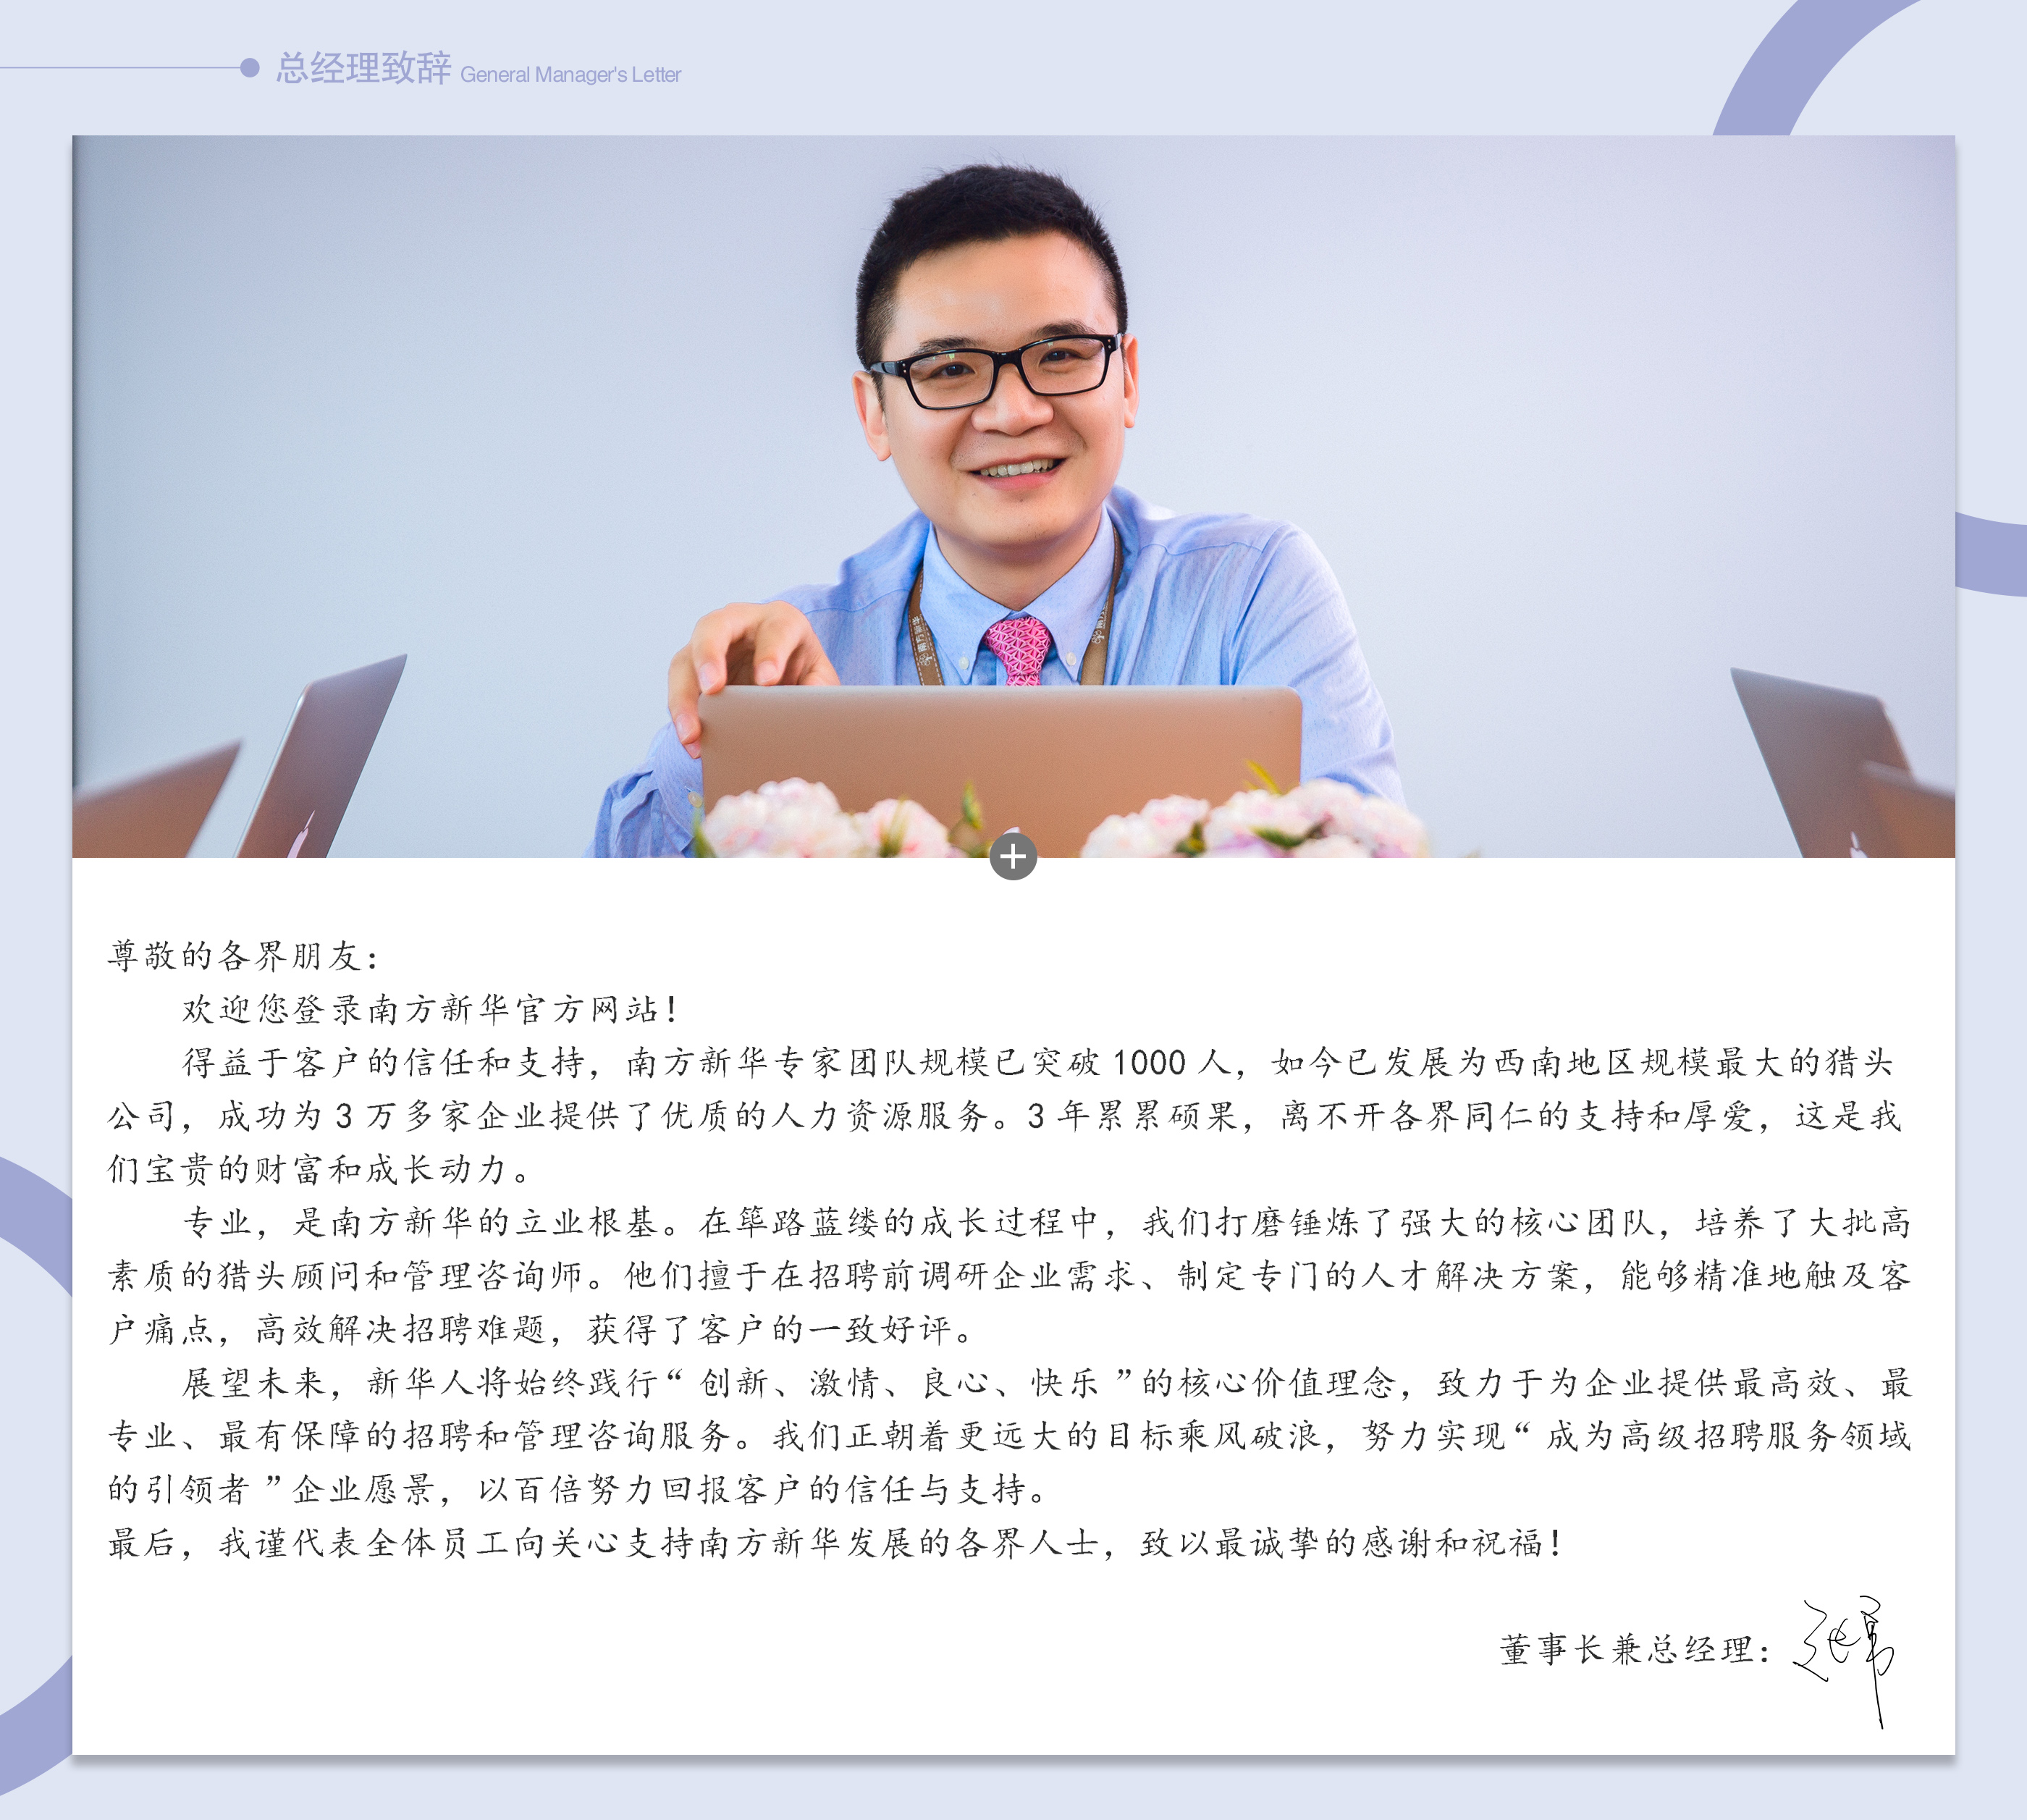 总经理致辞 General Manager's Letter
尊敬的各界朋友：
欢迎您登录南方新华官方网站！
得益于客户的信任和支持，南方新华专家团队规模已突破 1000 人，如今已发展为西南地区规模最大的猎头
公司，成功为 3 万多家企业提供了优质的人力资源服务。3 年累累硕果，离不开各界同仁的支持和厚爱，这是我
们宝贵的财富和成长动力。
专业，是南方新华的立业根基。在筚路蓝缕的成长过程中，我们打磨锤炼了强大的核心团队，培养了大批高
素质的猎头顾问和管理咨询师。他们擅于在招聘前调研企业需求、制定专门的人才解决方案，能够精准地触及客
户痛点，高效解决招聘难题，获得了客户的一致好评。
展望未来，新华人将始终践行“创新、激情、良心、快乐”的核心价值理念，致力于为企业提供最高效、最
专业、最有保障的招聘和管理咨询服务。我们正朝着更远大的目标乘风破浪，努力实现“成为高级招聘服务领域
的引领者”企业愿景，以百倍努力回报客户的信任与支持。
最后，我谨代表全体员工向关心支持南方新华发展的各界人士，致以最诚挚的感谢和祝福！
董事长兼总经理：